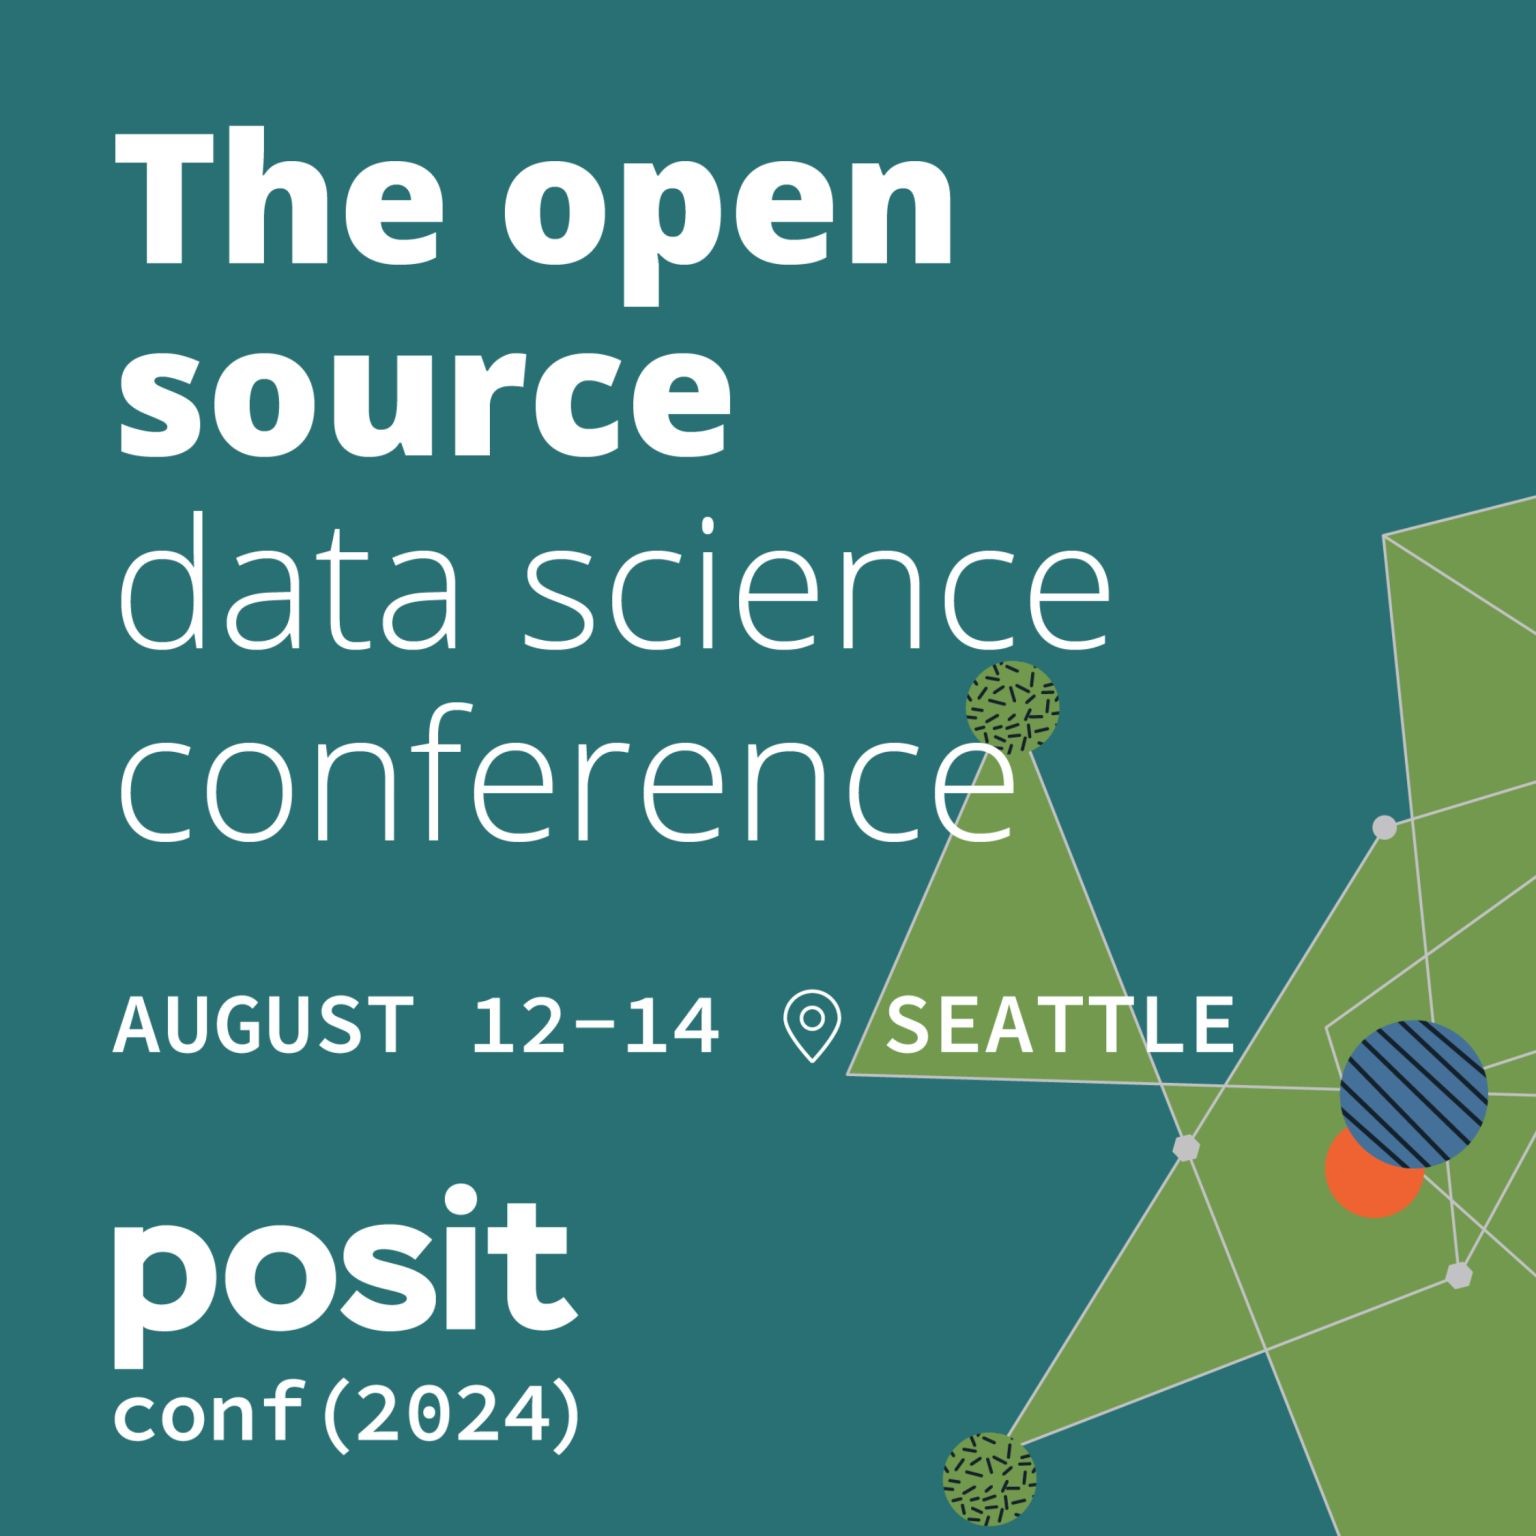 The open
source
data science
conference
AUGUST 12–14 SEATTLE
posit
conf(2024)